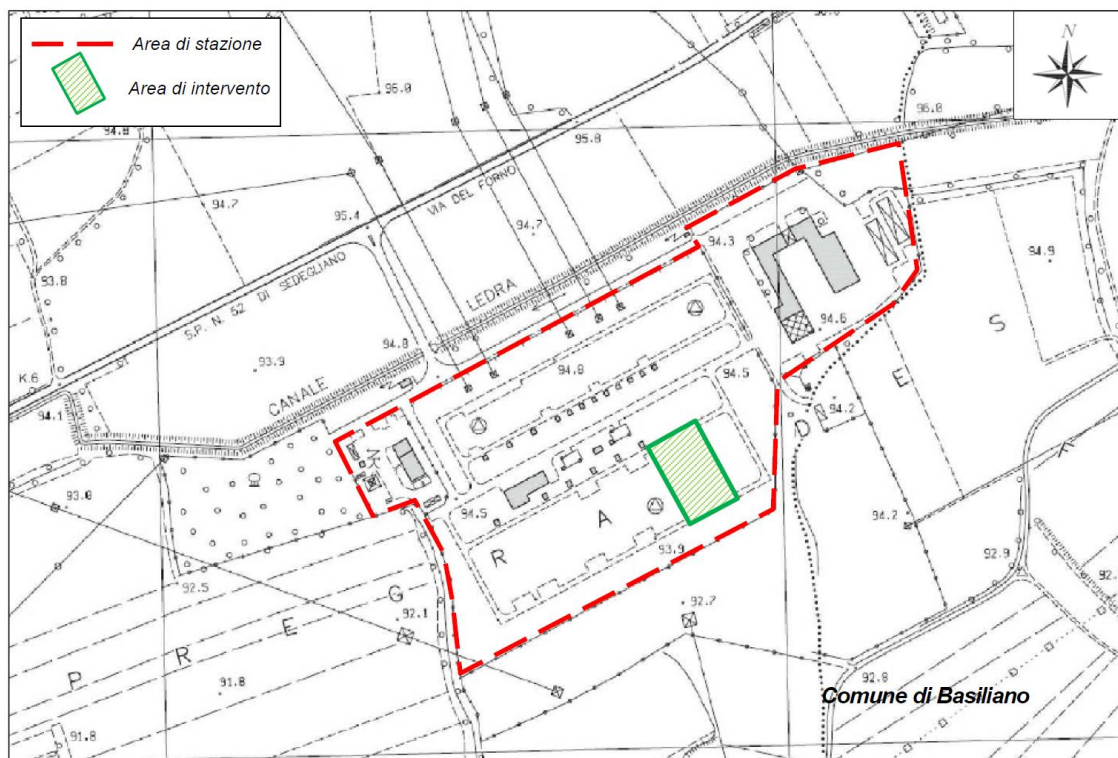 Area di stazione
Area di intervento
N
96.0
95.8
96.0
94.8
94.7
95.4
VIA DEL FORNO
94.7
94.3
94.9
93.8
S.P. N. 52 DI SEDEGLIANO
LEDRA
94.8
93.9
CANALE
K.6
94.1
94.8
94.5
94.6
94.2
S
E
D
93.0
94.5
A
R
93.9
94.2
92.9
92.5
G
92.1
92.7
E
R
P
91.8
92.8
91.8
Comune di Basiliano